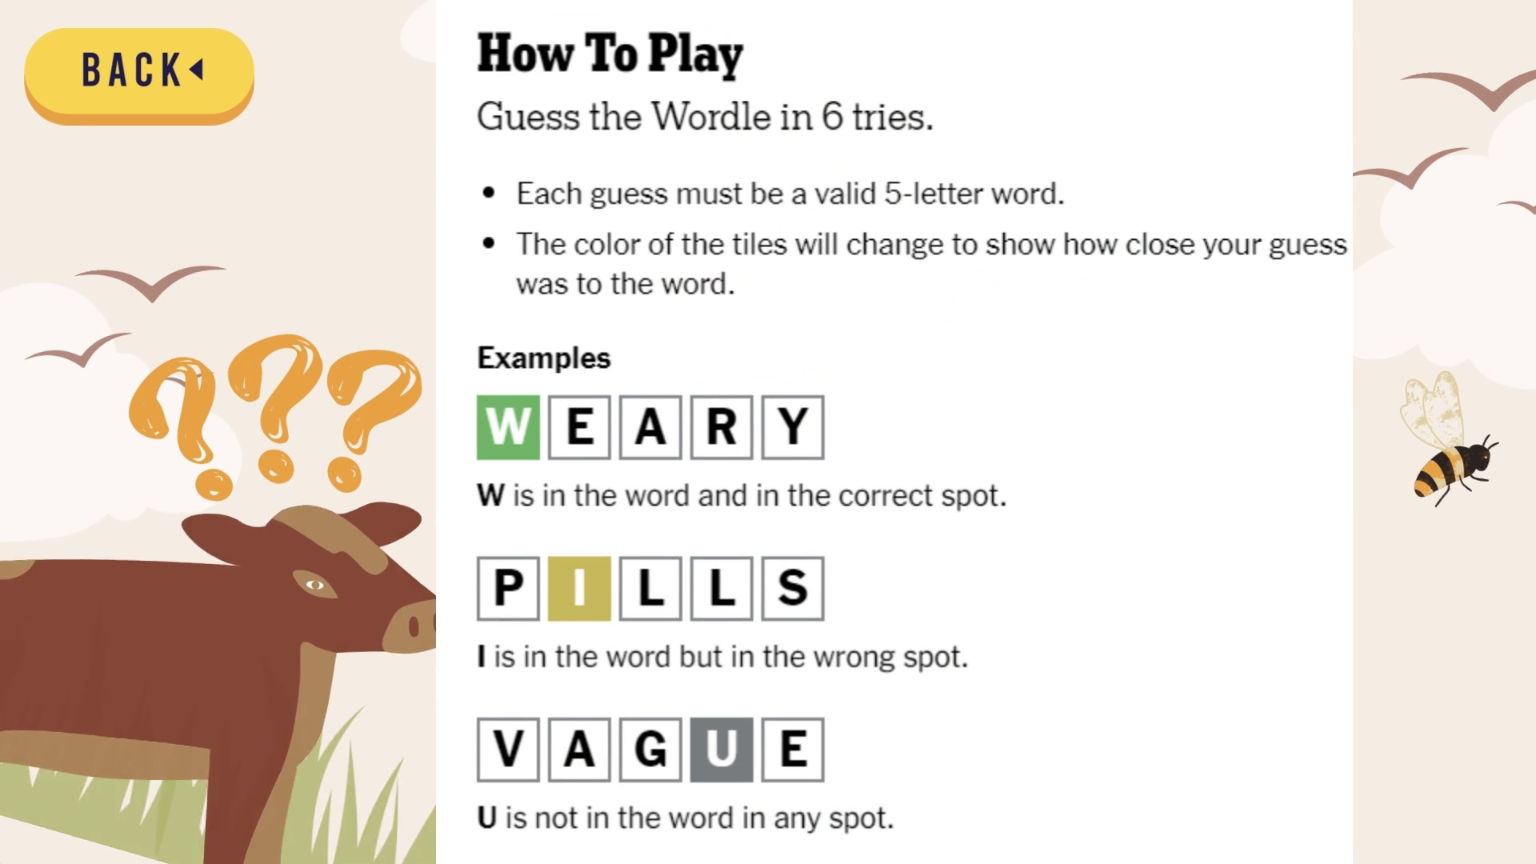 BACK
How To Play
Guess the Wordle in 6 tries.
• Each guess must be a valid 5-letter word.
• The color of the tiles will change to show how close your guess
was to the word.
Examples
W E A R Y
W is in the word and in the correct spot.
P I L L S
I is in the word but in the wrong spot.
V A G U E
U is not in the word in any spot.
???